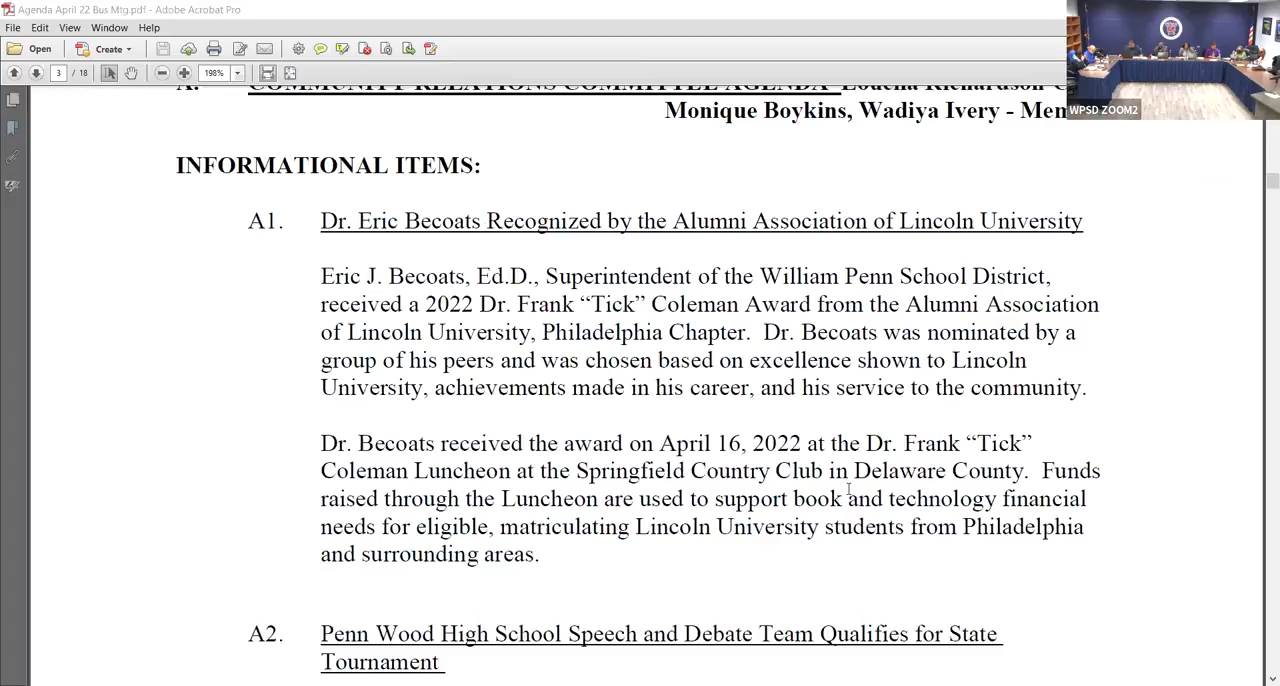 Agenda April 22 Bus Mtg.pdf - Adobe Acrobat Pro
File Edit View Window Help
Open Create
3 / 18 198%
WPSD ZOOM2
A. COMMUNITY RELATIONS COMMITTEE AGENDA Louella Richardson
Monique Boykins, Wadiya Ivery - Mem
INFORMATIONAL ITEMS:
A1. Dr. Eric Becoats Recognized by the Alumni Association of Lincoln University
Eric J. Becoats, Ed.D., Superintendent of the William Penn School District,
received a 2022 Dr. Frank “Tick” Coleman Award from the Alumni Association
of Lincoln University, Philadelphia Chapter. Dr. Becoats was nominated by a
group of his peers and was chosen based on excellence shown to Lincoln
University, achievements made in his career, and his service to the community.
Dr. Becoats received the award on April 16, 2022 at the Dr. Frank “Tick”
Coleman Luncheon at the Springfield Country Club in Delaware County. Funds
raised through the Luncheon are used to support book and technology financial
needs for eligible, matriculating Lincoln University students from Philadelphia
and surrounding areas.
A2. Penn Wood High School Speech and Debate Team Qualifies for State
Tournament